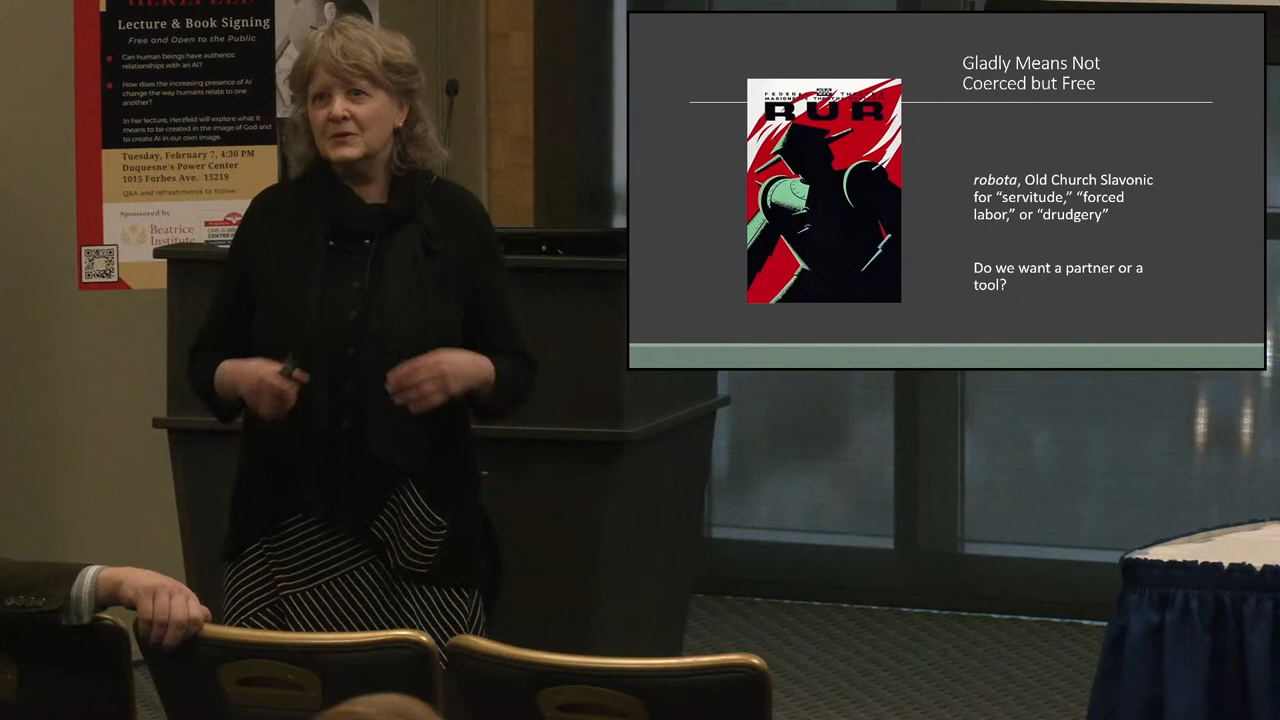 HERZFELD
Lecture & Book Signing
Free and Open to the Public
Can human beings have authentic
relationships with an AI?
How does the increasing presence of AI
change the way humans relate to one
another?
In her lecture, Herzfeld will explore what it
means to be created in the image of God and
to create AI in our own image.
Tuesday, February 7, 4:30 PM
Duquesne's Power Center
1015 Forbes Ave. 15219
Q&A and refreshments to follow.
Sponsored by
Beatrice
Institute
Gladly Means Not
Coerced but Free
RUR
robota, Old Church Slavonic
for “servitude,” “forced
labor,” or “drudgery”
Do we want a partner or a
tool?